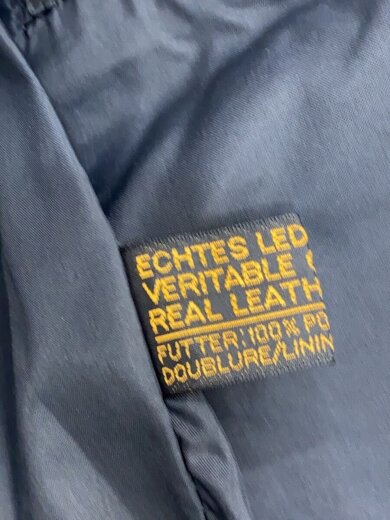 ECHTES LED
VERITABLE
REAL LEATH
FUTTER: 100% PO
DOUBLURE/LININ